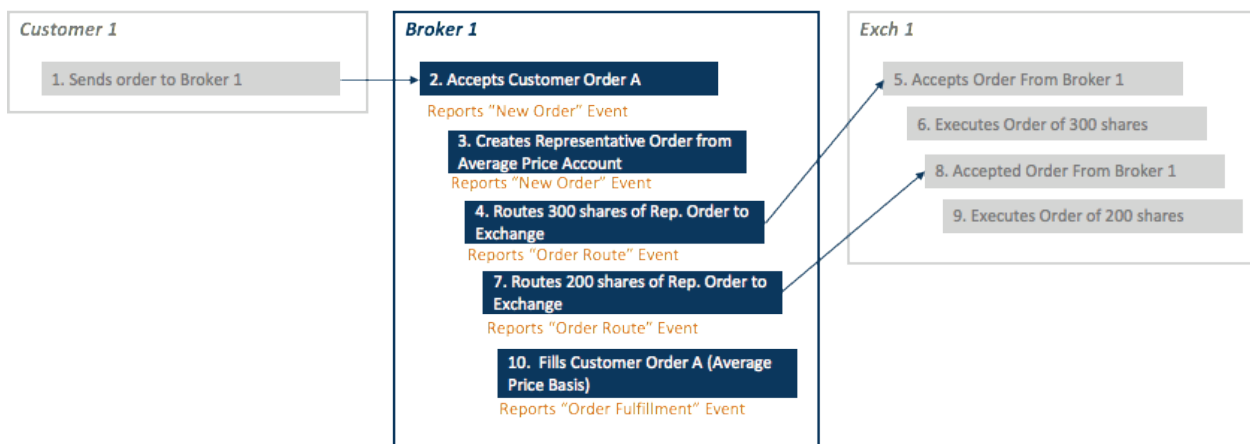 Customer 1
1. Sends order to Broker 1
Broker 1
2. Accepts Customer Order A
Reports "New Order" Event
3. Creates Representative Order from
Average Price Account
Reports "New Order" Event
4. Routes 300 shares of Rep. Order to
Exchange
Reports "Order Route" Event
7. Routes 200 shares of Rep. Order to
Exchange
Reports "Order Route" Event
10. Fills Customer Order A (Average
Price Basis)
Reports "Order Fulfillment" Event
Exch 1
5. Accepts Order From Broker 1
6. Executes Order of 300 shares
8. Accepted Order From Broker 1
9. Executes Order of 200 shares